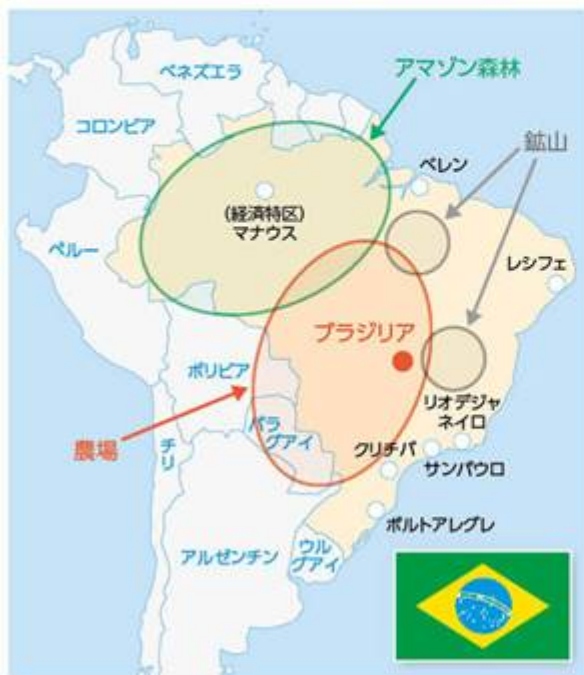 ベネズエラ
アマゾン森林
コロンビア
鉱山
ベレン
(経済特区)
マナウス
ペルー
レシフェ
ブラジリア
ボリビア
リオデジャ
ネイロ
農場
パラ
グアイ
チリ
クリチバ
サンパウロ
ポルトアレグレ
アルゼンチン
ウル
グアイ